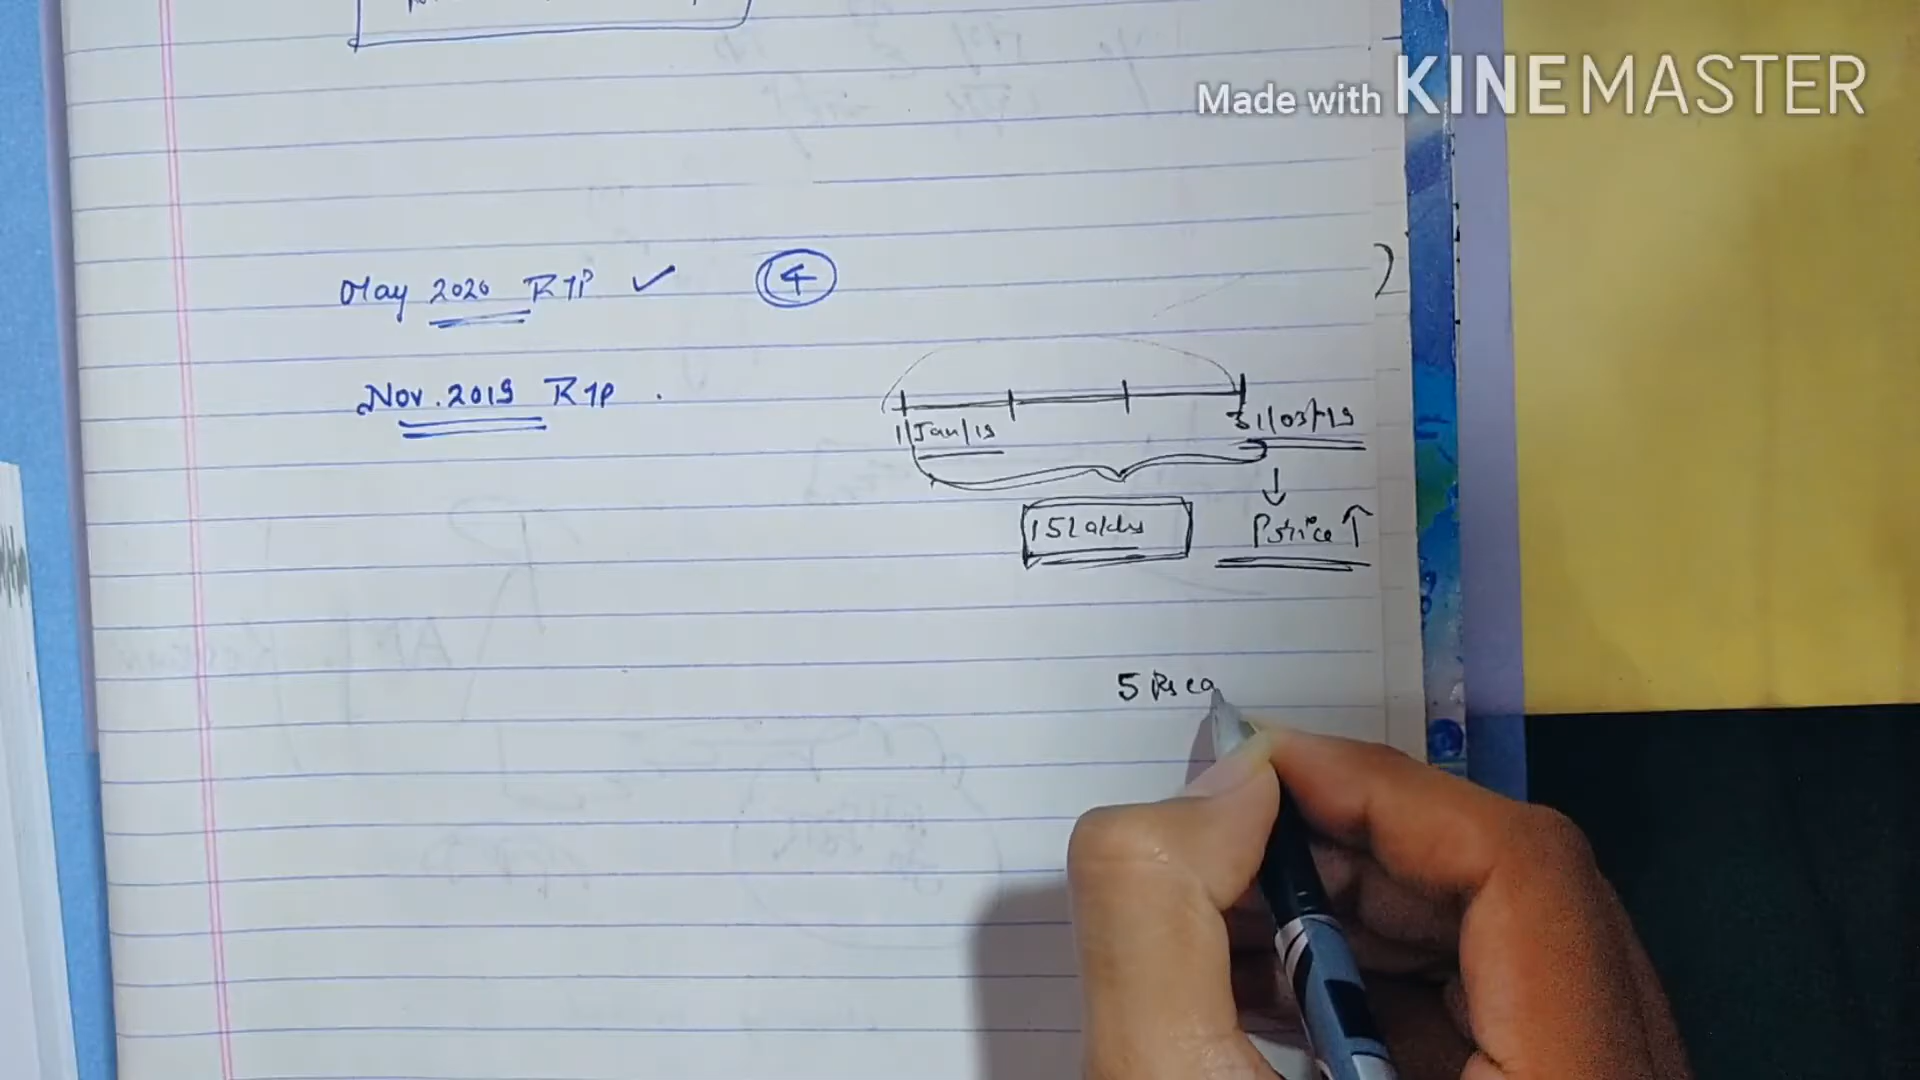 Made with KINEMASTER
May 2020 RTP ✓ 4
Nov. 2019 RTP .
1/Jan/19 31/03/19
15 Lakhs Price ↑
5 Rs ea